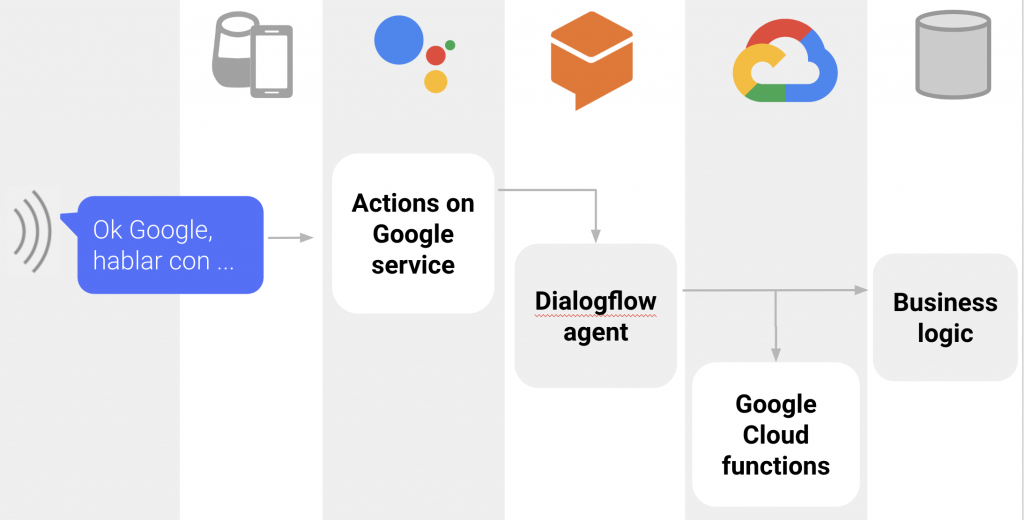 Ok Google,
hablar con ...
Actions on
Google
service
Dialogflow
agent
Google
Cloud
functions
Business
logic